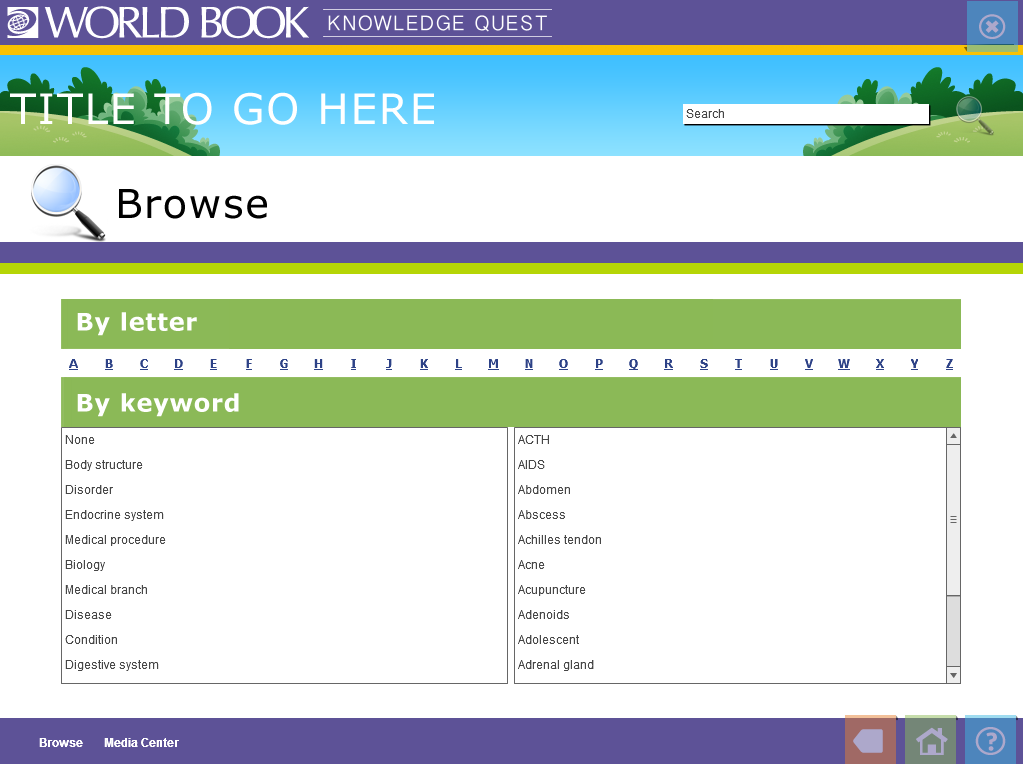 WORLD BOOK KNOWLEDGE QUEST
TITLE TO GO HERE
Search
Browse
By letter
A B C D E F G H I J K L M N O P Q R S T U V W X Y Z
By keyword
None
Body structure
Disorder
Endocrine system
Medical procedure
Biology
Medical branch
Disease
Condition
Digestive system
ACTH
AIDS
Abdomen
Abscess
Achilles tendon
Acne
Acupuncture
Adenoids
Adolescent
Adrenal gland
Browse Media Center
?